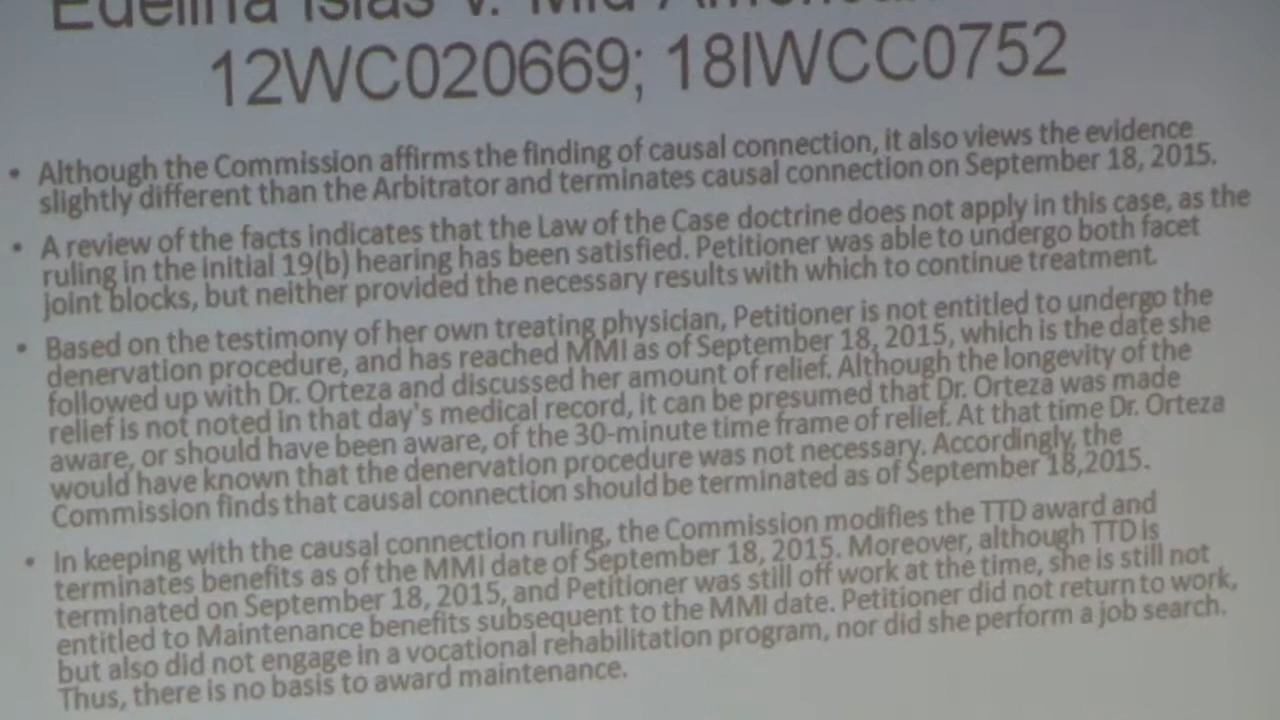 Edelina Islas v. Mid American
12WC020669; 18IWCC0752
• Although the Commission affirms the finding of causal connection, it also views the evidence
slightly different than the Arbitrator and terminates causal connection on September 18, 2015.
• A review of the facts indicates that the Law of the Case doctrine does not apply in this case, as the
ruling in the initial 19(b) hearing has been satisfied. Petitioner was able to undergo both facet
joint blocks, but neither provided the necessary results with which to continue treatment.
• Based on the testimony of her own treating physician, Petitioner is not entitled to undergo the
denervation procedure, and has reached MMI as of September 18, 2015, which is the date she
followed up with Dr. Orteza and discussed her amount of relief. Although the longevity of the
relief is not noted in that day's medical record, it can be presumed that Dr. Orteza was made
aware, or should have been aware, of the 30-minute time frame of relief. At that time Dr. Orteza
would have known that the denervation procedure was not necessary. Accordingly, the
Commission finds that causal connection should be terminated as of September 18,2015.
• In keeping with the causal connection ruling, the Commission modifies the TTD award and
terminates benefits as of the MMI date of September 18, 2015. Moreover, although TTD is
terminated on September 18, 2015, and Petitioner was still off work at the time, she is still not
entitled to Maintenance benefits subsequent to the MMI date. Petitioner did not return to work,
but also did not engage in a vocational rehabilitation program, nor did she perform a job search.
Thus, there is no basis to award maintenance.